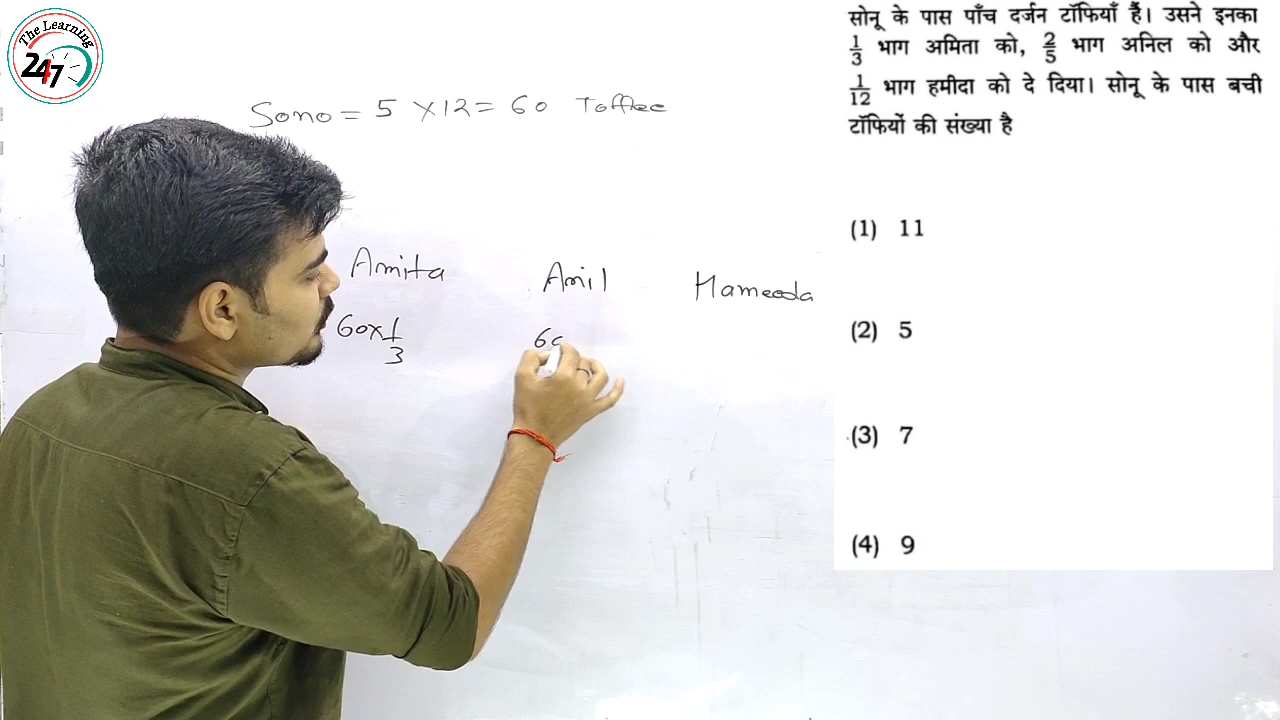 The Learning
247
सोनू के पास पाँच दर्जन टॉफियाँ हैं। उसने इनका
1/3 भाग अमिता को, 2/5 भाग अनिल को और
1/12 भाग हमीदा को दे दिया। सोनू के पास बची
टॉफियों की संख्या है
(1) 11
(2) 5
(3) 7
(4) 9
Sono = 5 × 12 = 60 Toffee
Amita Anil Hameeda
60×1/3 60